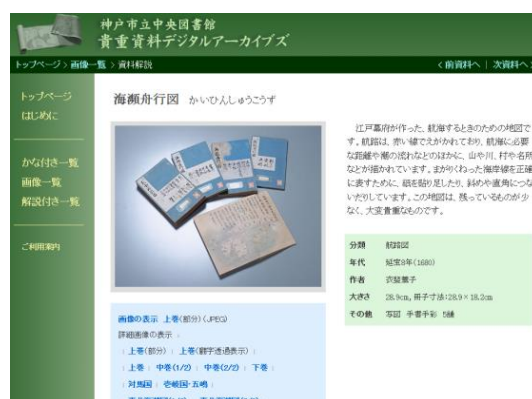 神戸市立中央図書館
貴重資料デジタルアーカイブズ
トップページ > 画像一覧 > 資料解説
< 前資料へ | 次資料へ >
トップページ
はじめに
かな付き一覧
画像一覧
解説付き一覧
ご利用案内
海瀬舟行図 かいひんしゅうこうず
江戸幕府が作った、航海するときのための地図で
す。航路は、赤い線でえがかれており、航海に必要
な距離や潮の流れなどのほかに、山や川、村や名所
などが描かれています。まがりくねった海岸線を正確
に表すために、紙を貼り足したり、斜めや直角につな
いだりしています。この地図は、残っているものが少
なく、大変貴重なものです。
分類 航路図
年代 延宝8年(1680)
作者 衣斐蓋子
大きさ 28.9cm, 冊子寸法:28.9×18.2cm
その他 写図 手書手彩 5舗
画像の表示 上巻(部分)(JPEG)
詳細画像の表示 :
: 上巻(部分) : 上巻(翻字透過表示) :
: 上巻 : 中巻(1/2) : 中巻(2/2) : 下巻 :
: 対馬国 : 壱岐国・五嶋 :